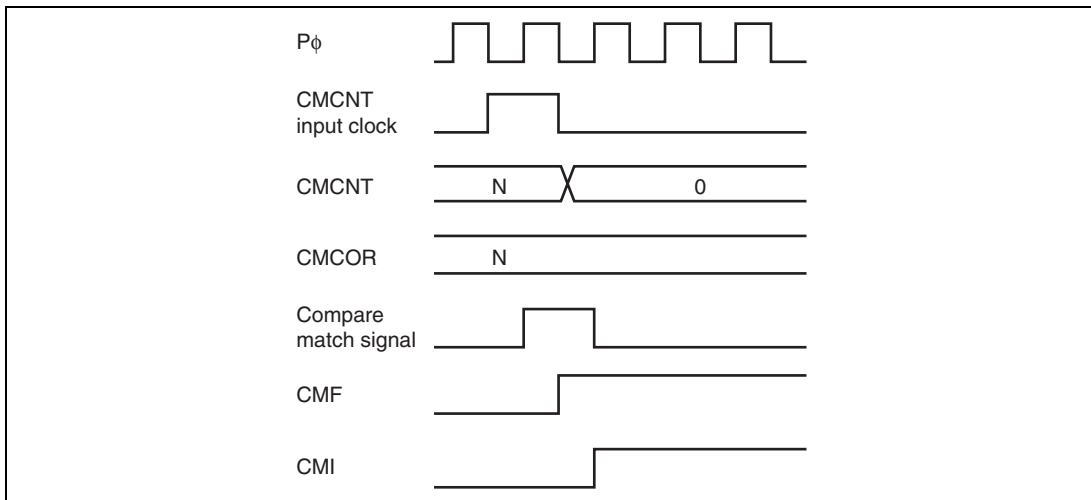 Pϕ
CMCNT
input clock
CMCNT
N
0
CMCOR
N
Compare
match signal
CMF
CMI